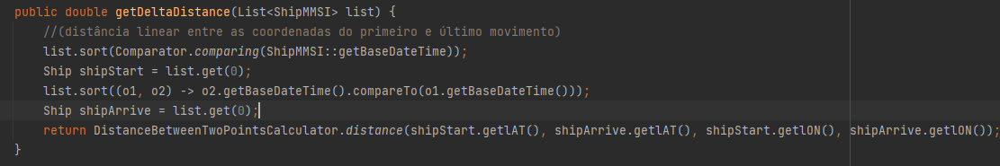 public double getDeltaDistance(List<ShipMMSI> list) {
//(distância linear entre as coordenadas do primeiro e último movimento)
list.sort(Comparator.comparing(ShipMMSI::getBaseDateTime));
Ship shipStart = list.get(0);
list.sort((o1, o2) -> o2.getBaseDateTime().compareTo(o1.getBaseDateTime()));
Ship shipArrive = list.get(0);
return DistanceBetweenTwoPointsCalculator.distance(shipStart.getlAT(), shipArrive.getlAT(), shipStart.getlON(), shipArrive.getlON());
}